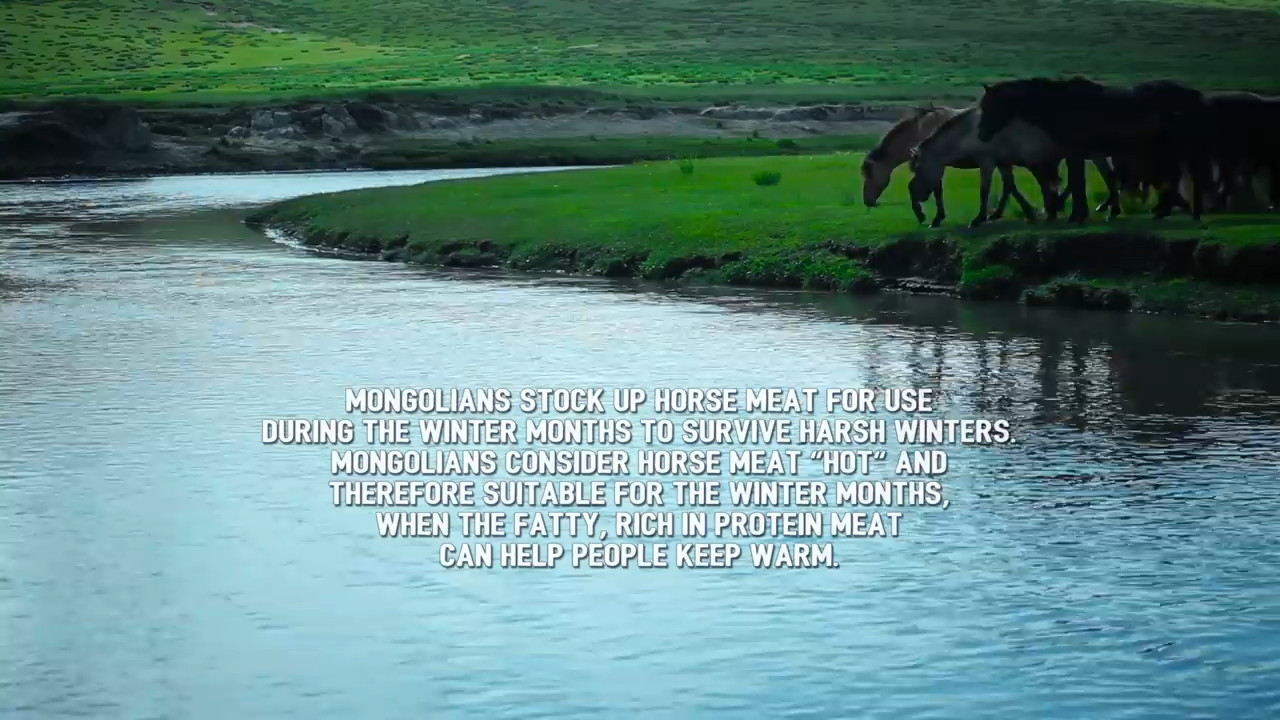 MONGOLIANS STOCK UP HORSE MEAT FOR USE
DURING THE WINTER MONTHS TO SURVIVE HARSH WINTERS.
MONGOLIANS CONSIDER HORSE MEAT “HOT” AND
THEREFORE SUITABLE FOR THE WINTER MONTHS,
WHEN THE FATTY, RICH IN PROTEIN MEAT
CAN HELP PEOPLE KEEP WARM.